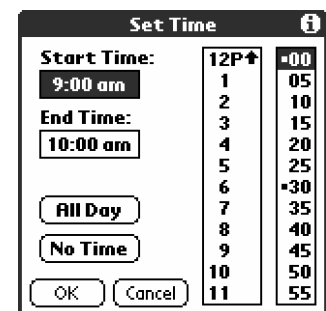 Set Time i
Start Time:
9:00 am
End Time:
10:00 am
All Day
No Time
OK Cancel
12P
1
2
3
4
5
6
7
8
9
10
11
00
05
10
15
20
25
30
35
40
45
50
55